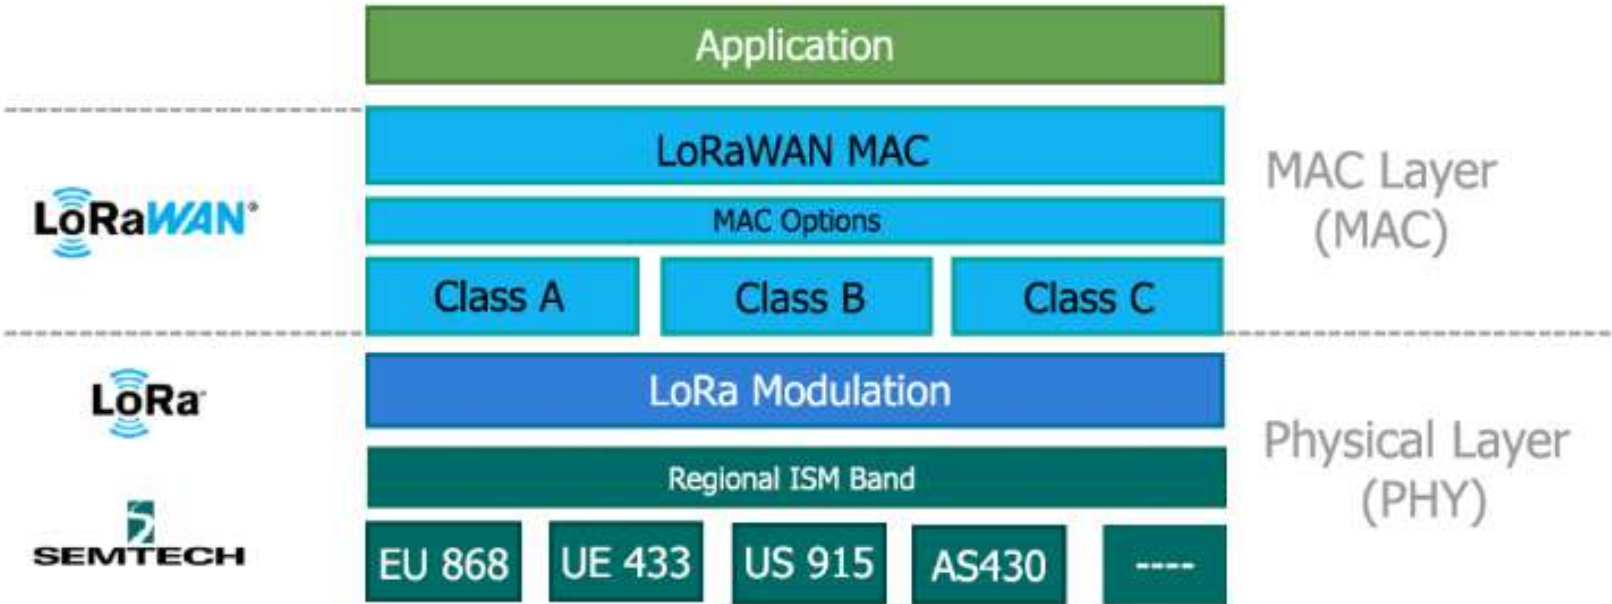 Application
LoRaWAN MAC
MAC Layer
(MAC)
LoRaWAN®
MAC Options
Class A Class B Class C
LoRa
LoRa Modulation
Physical Layer
(PHY)
Regional ISM Band
SEMTECH
EU 868 UE 433 US 915 AS430 ----